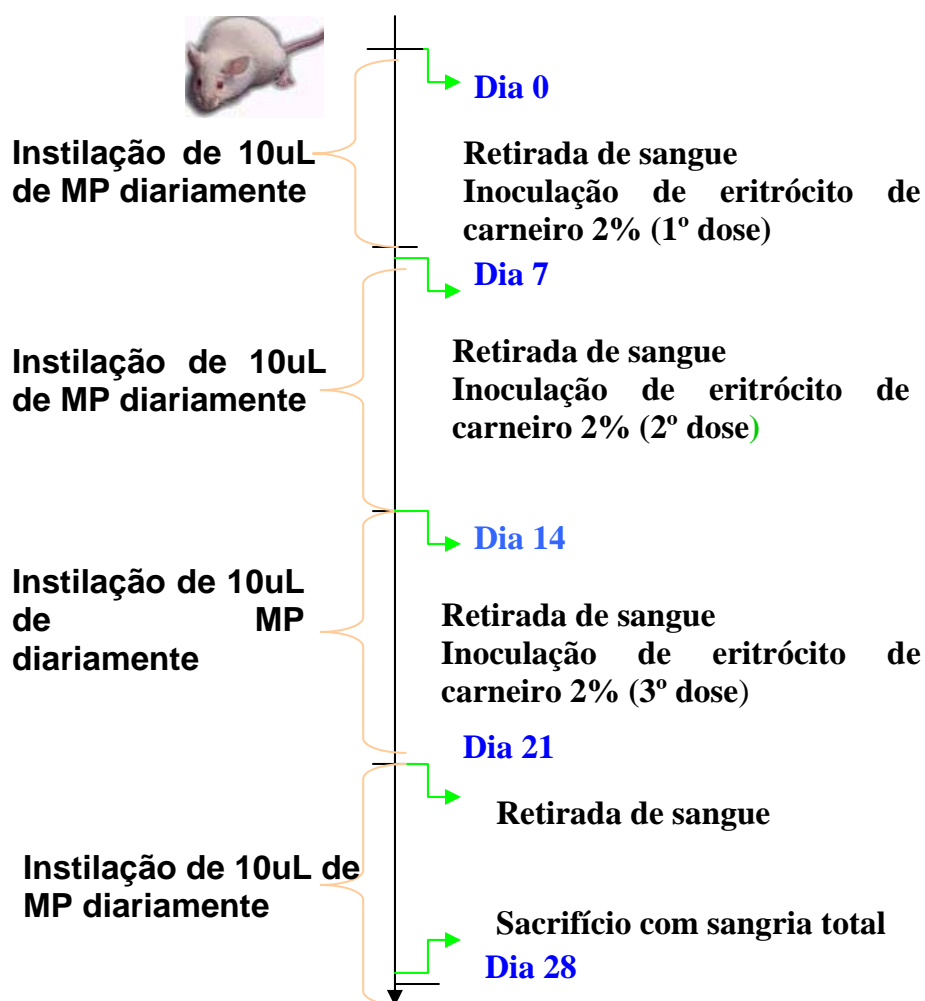 Dia 0
Instilação de 10uL
de MP diariamente
Retirada de sangue
Inoculação de eritrócito de
carneiro 2% (1º dose)
Dia 7
Instilação de 10uL
de MP diariamente
Retirada de sangue
Inoculação de eritrócito de
carneiro 2% (2º dose)
Dia 14
Instilação de 10uL
de MP
diariamente
Retirada de sangue
Inoculação de eritrócito de
carneiro 2% (3º dose)
Dia 21
Retirada de sangue
Instilação de 10uL de
MP diariamente
Sacrifício com sangria total
Dia 28